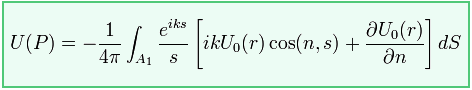 $U(P) = -\frac{1}{4\pi} \int_{A_1} \frac{e^{iks}}{s} \left[ ikU_0(r)\cos(n,s) + \frac{\partial U_0(r)}{\partial n} \right] dS$